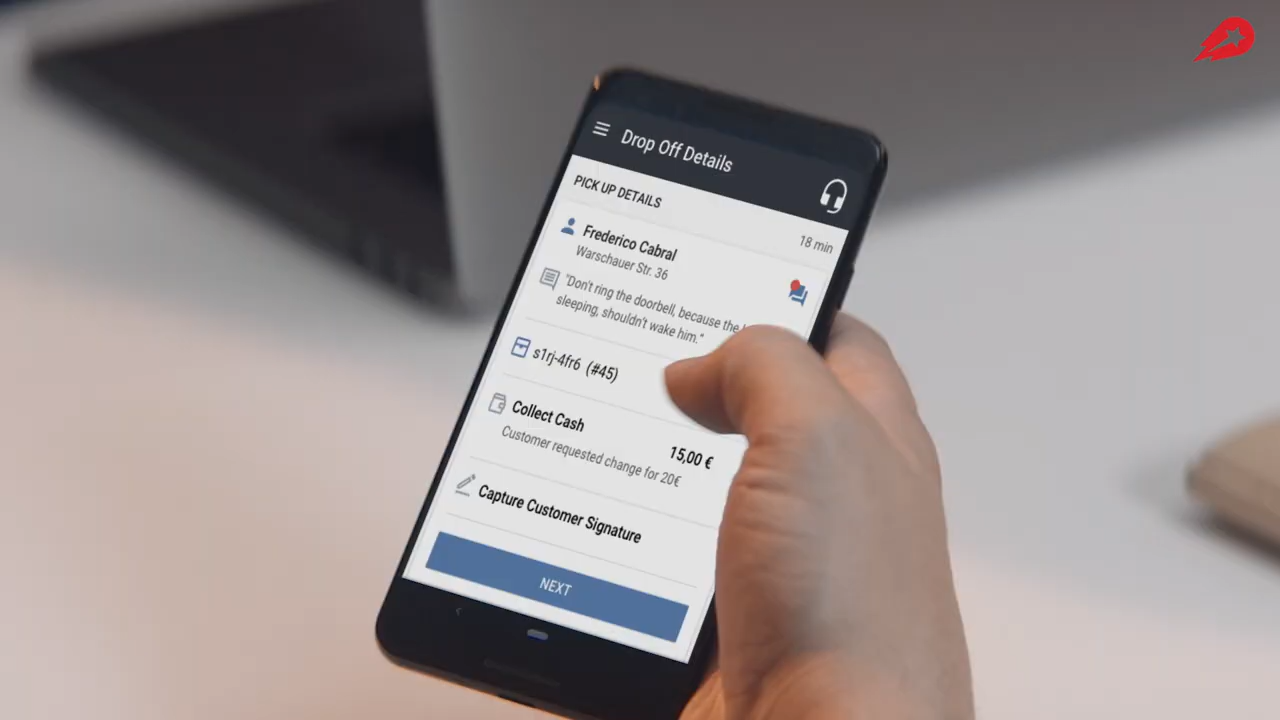 Drop Off Details
PICK UP DETAILS
18 min
Frederico Cabral
Warschauer Str. 36
"Don't ring the doorbell, because the
sleeping, shouldn't wake him."
s1rj-4fr6 (#45)
Collect Cash
15,00 €
Customer requested change for 20€
Capture Customer Signature
NEXT